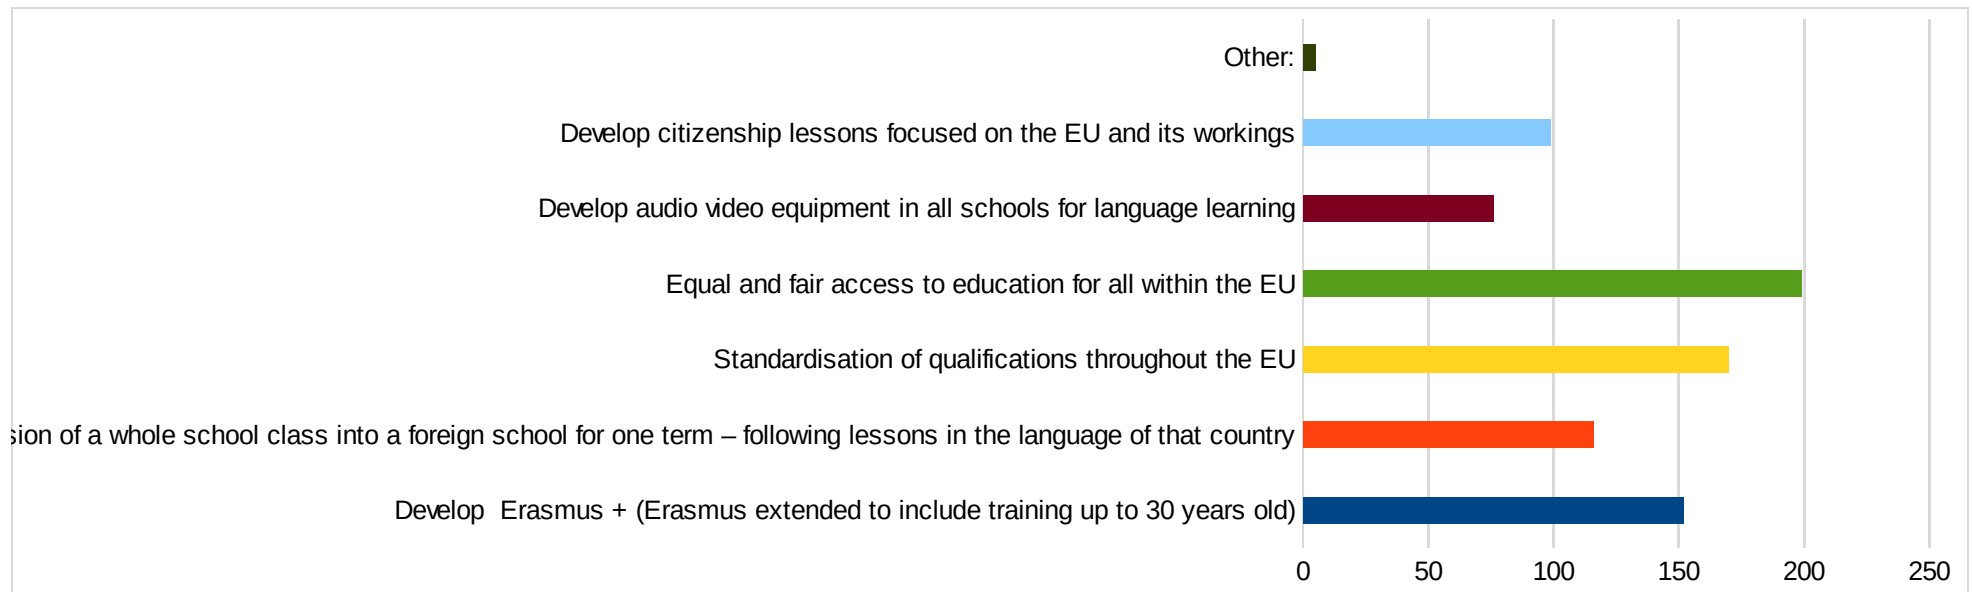 Other:
Develop citizenship lessons focused on the EU and its workings
Develop audio video equipment in all schools for language learning
Equal and fair access to education for all within the EU
Standardisation of qualifications throughout the EU
sion of a whole school class into a foreign school for one term – following lessons in the language of that country
Develop  Erasmus + (Erasmus extended to include training up to 30 years old)
0 50 100 150 200 250